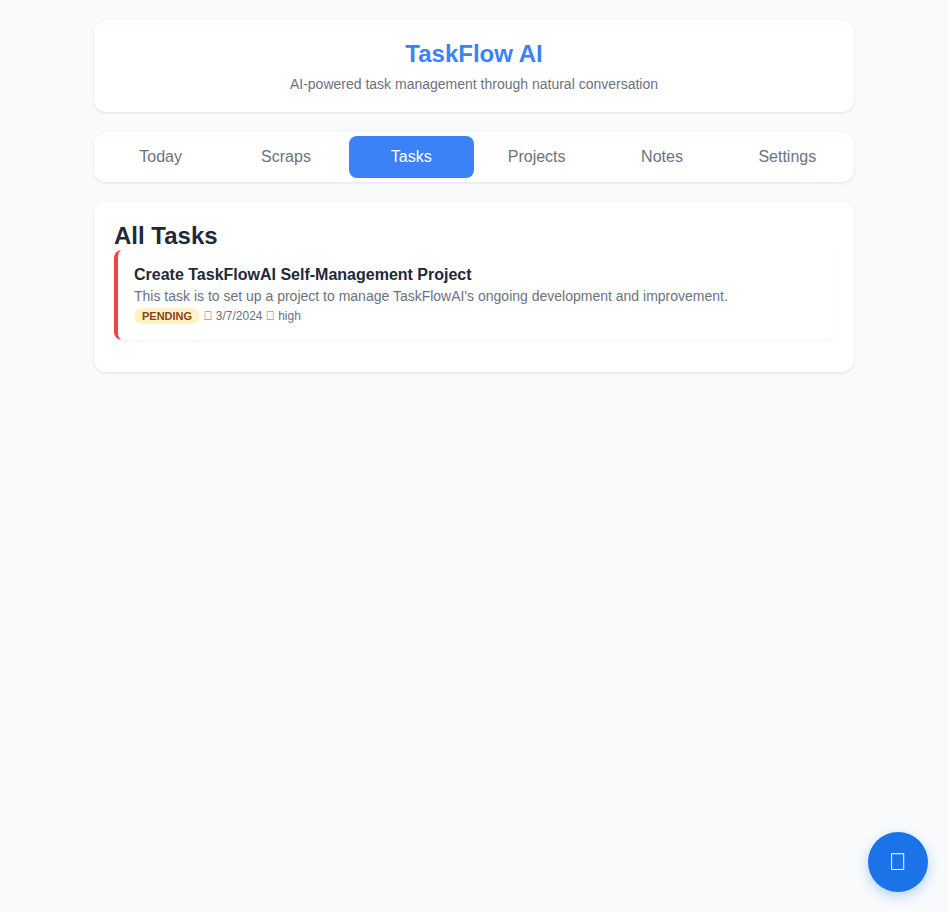 TaskFlow AI
AI-powered task management through natural conversation
Today Scraps Tasks Projects Notes Settings
All Tasks
Create TaskFlowAI Self-Management Project
This task is to set up a project to manage TaskFlowAI's ongoing development and improvement.
PENDING 3/7/2024 high